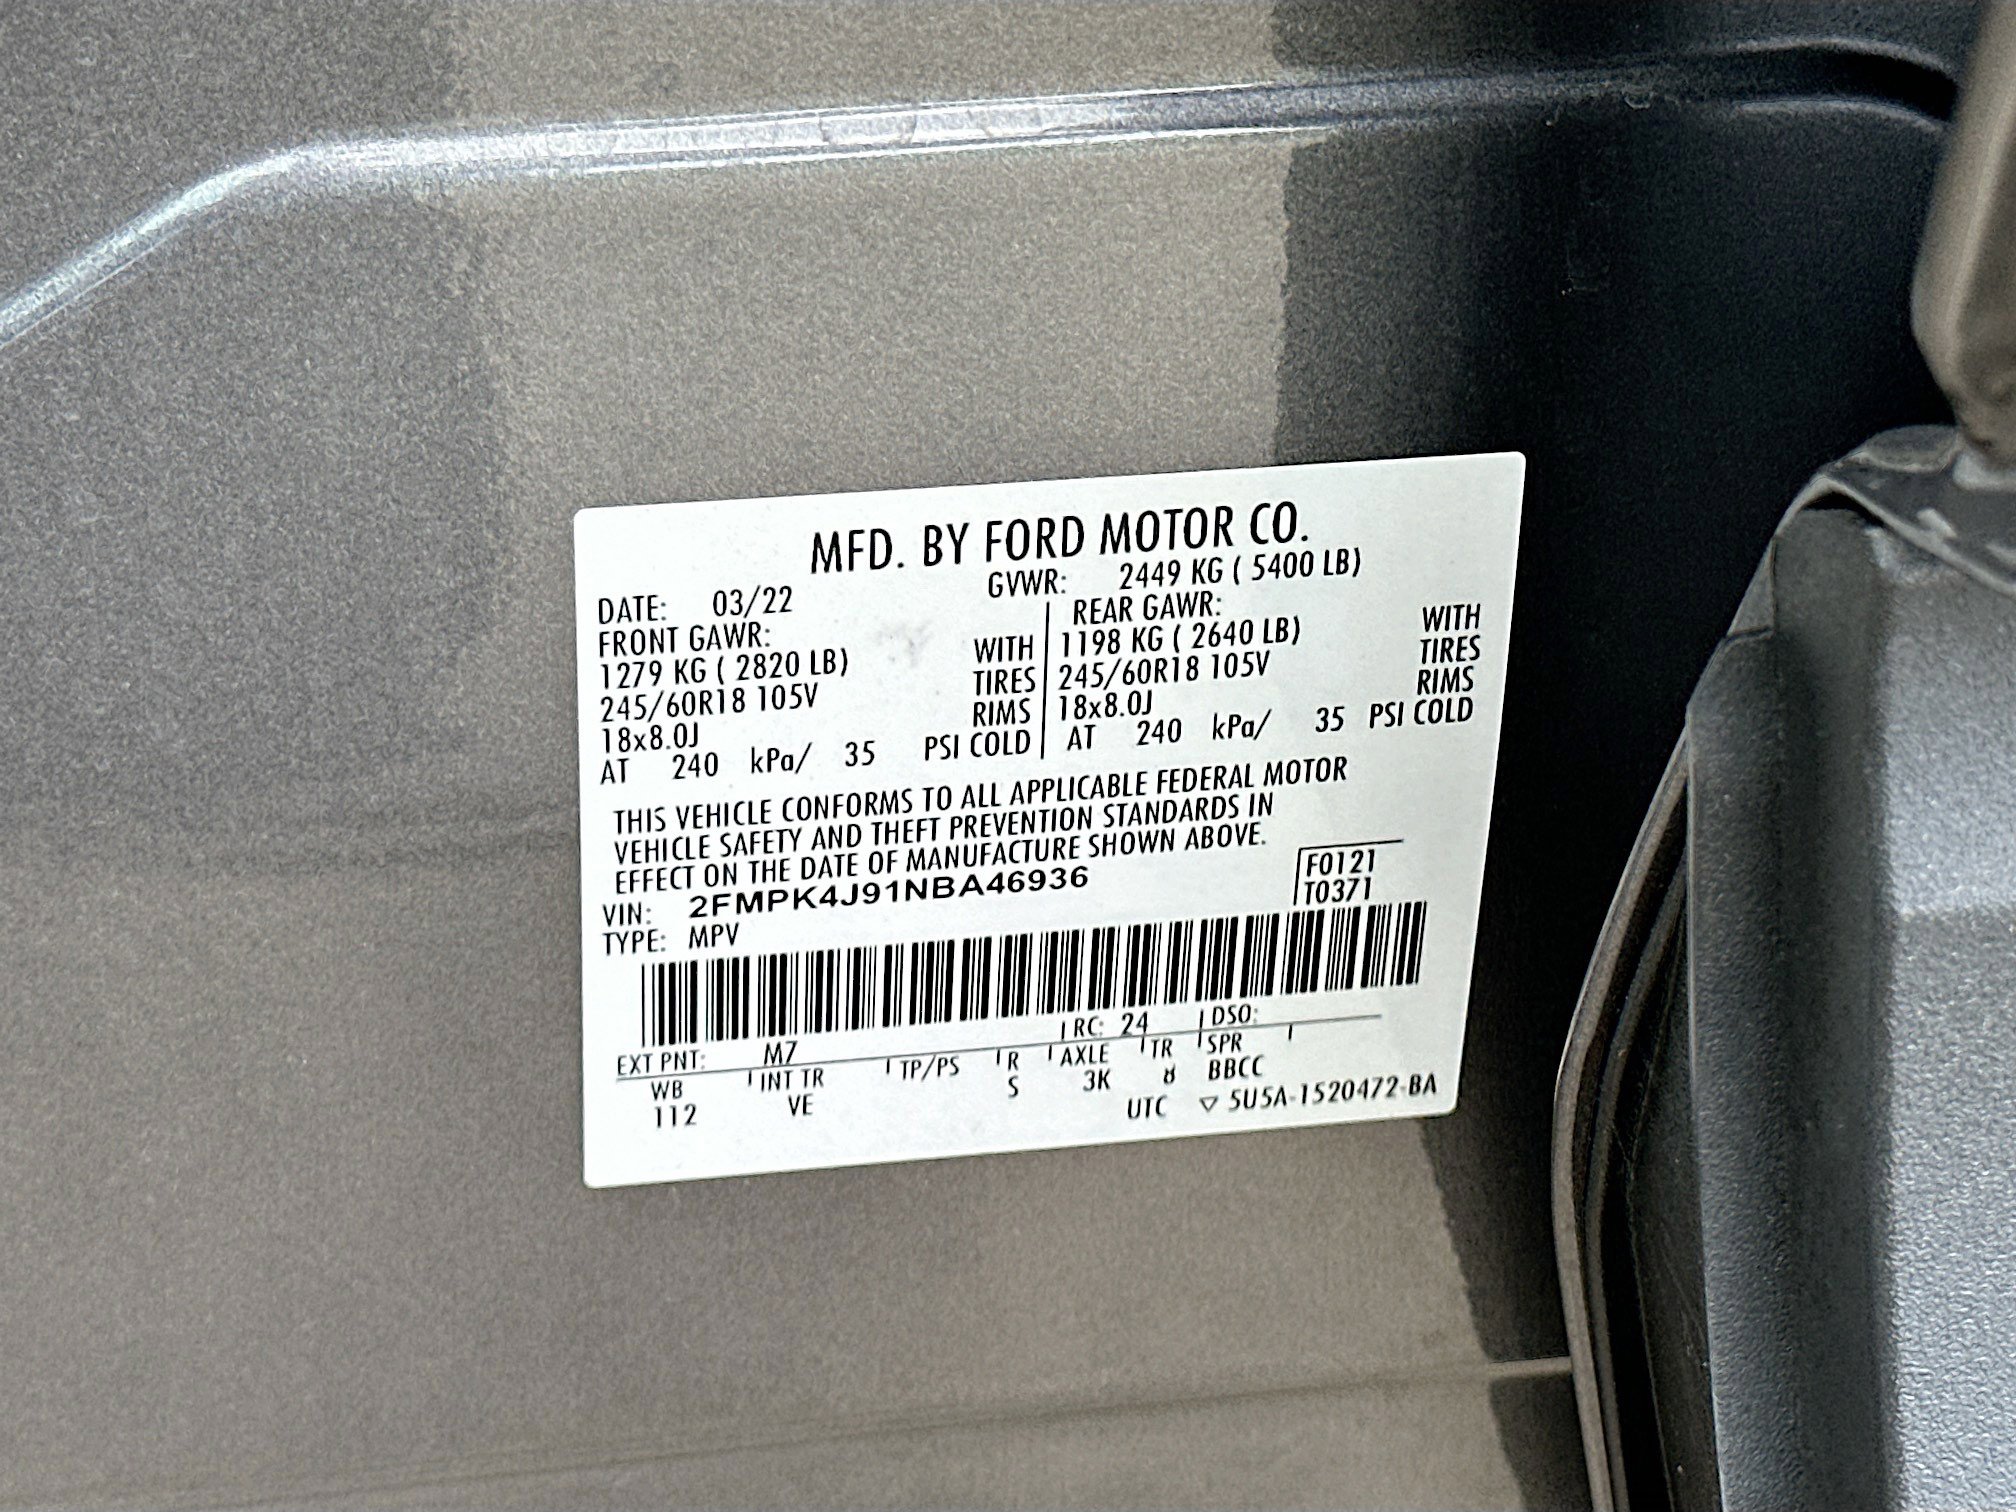 MFD. BY FORD MOTOR CO.
DATE: 03/22 GVWR: 2449 KG ( 5400 LB)
FRONT GAWR: REAR GAWR:
1279 KG ( 2820 LB) WITH 1198 KG ( 2640 LB) WITH
245/60R18 105V TIRES 245/60R18 105V TIRES
18x8.0J RIMS 18x8.0J RIMS
AT 240 kPa/ 35 PSI COLD AT 240 kPa/ 35 PSI COLD
THIS VEHICLE CONFORMS TO ALL APPLICABLE FEDERAL MOTOR
VEHICLE SAFETY AND THEFT PREVENTION STANDARDS IN
EFFECT ON THE DATE OF MANUFACTURE SHOWN ABOVE.
VIN: 2FMPK4J91NBA46936 F0121
TYPE: MPV T0371
EXT PNT: M7 RC: 24 DSO:
WB INT TR TP/PS R AXLE TR SPR
112 VE S 3K BBCC
UTC ▽ 5U5A-1520472-BA